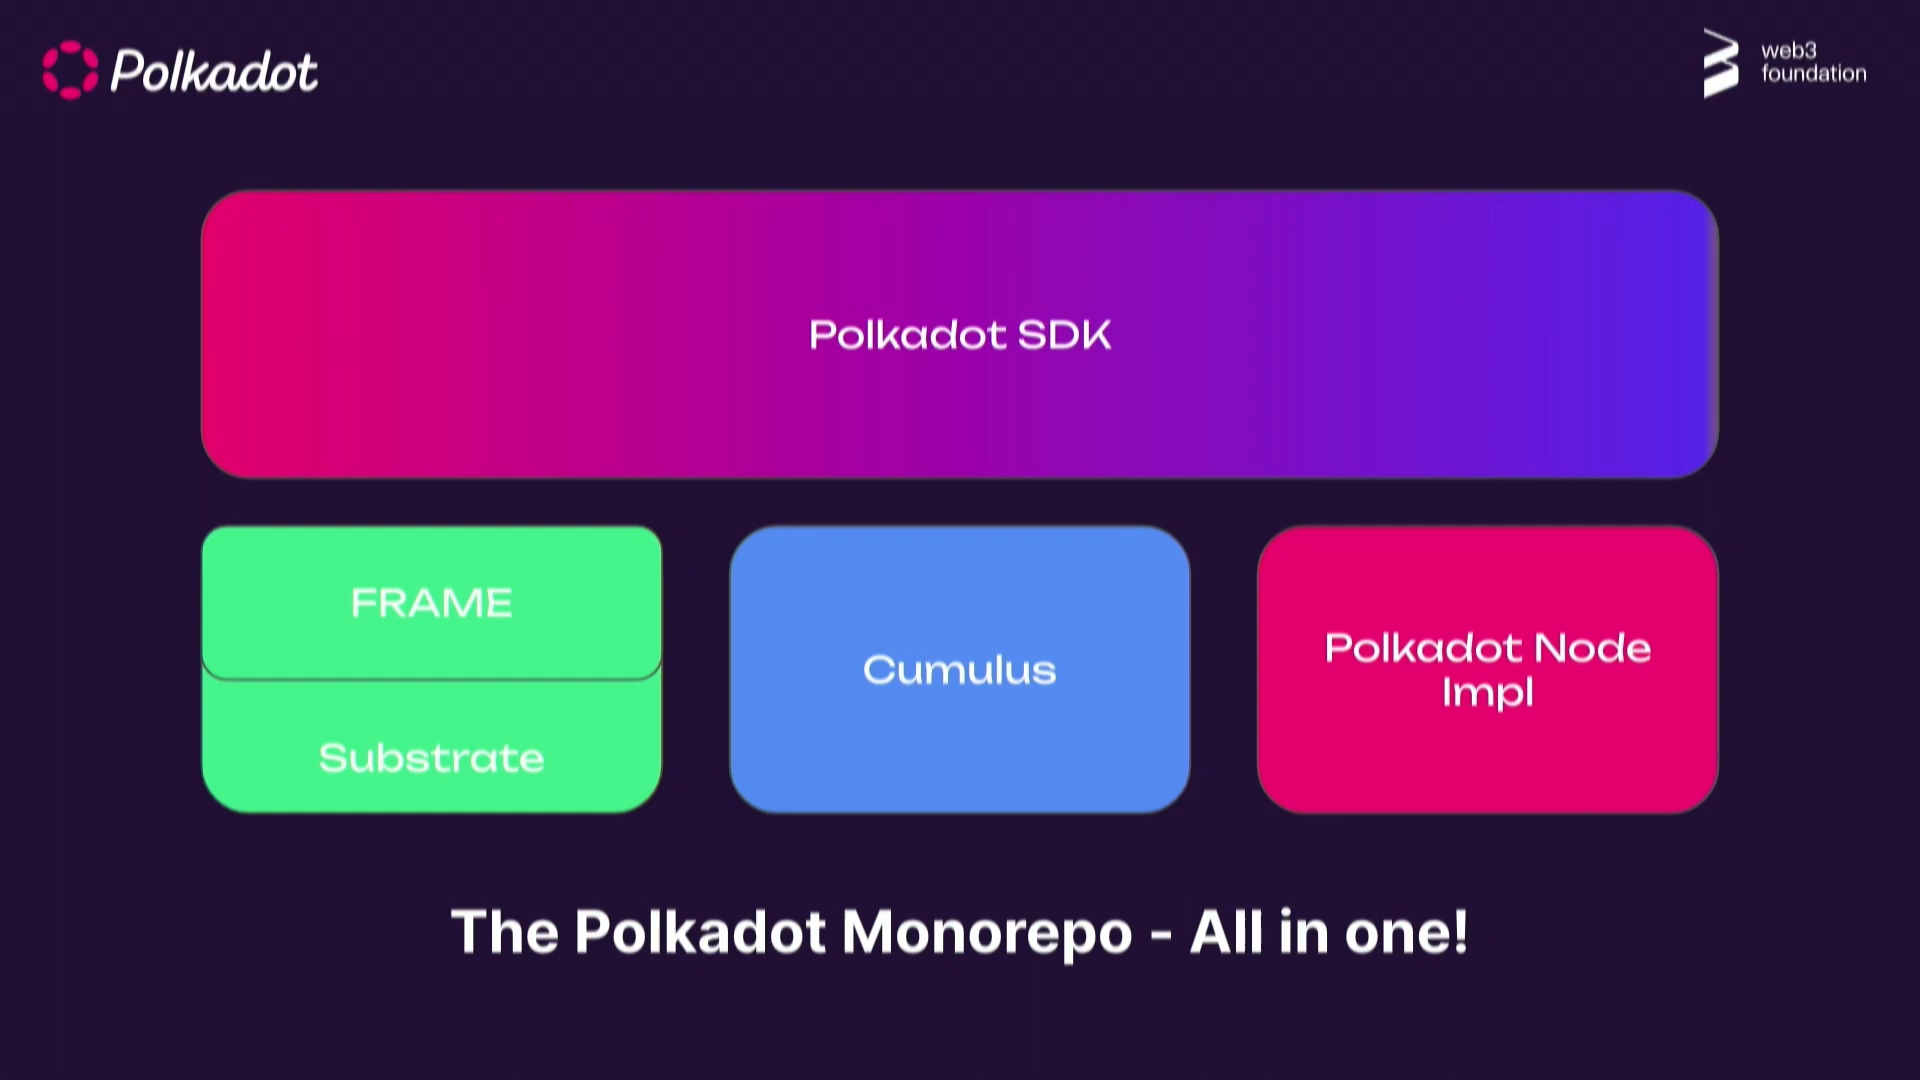 Polkadot
web3
foundation
Polkadot SDK
FRAME
Substrate
Cumulus
Polkadot Node
Impl
The Polkadot Monorepo - All in one!